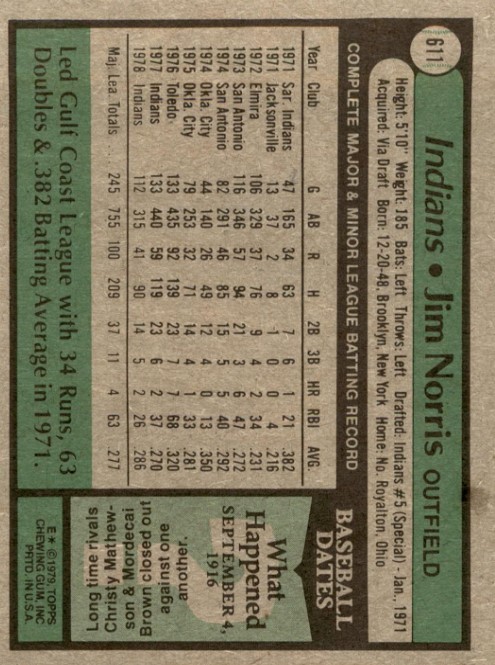 611
Indians • Jim Norris OUTFIELD
Height: 5'10" Weight: 185 Bats: Left Throws: Left Drafted: Indians #5 (Special) - Jan., 1971
Acquired: Via Draft Born: 12-20-48, Brooklyn, New York Home: No. Royalton, Ohio
COMPLETE MAJOR & MINOR LEAGUE BATTING RECORD
Year Club G AB R H 2B 3B HR RBI AVG.
1971 Sar. Indians 47 165 34 63 7 6 1 21 .382
1971 Jacksonville 13 37 2 8 1 0 0 4 .216
1972 Elmira 106 329 37 76 9 4 2 34 .231
1973 San Antonio 116 346 57 94 21 3 6 47 .272
1974 San Antonio 82 291 46 85 15 5 5 40 .292
1974 Okla. City 44 140 26 49 12 4 0 13 .350
1975 Okla. City 79 253 32 71 14 4 1 33 .281
1976 Toledo 133 435 92 139 23 7 7 68 .320
1977 Indians 133 440 59 119 23 6 2 37 .270
1978 Indians 112 315 41 90 14 5 2 26 .286
Maj. Lea. Totals 245 755 100 209 37 11 4 63 .277
Led Gulf Coast League with 34 Runs, 63
Doubles & .382 Batting Average in 1971.
BASEBALL
DATES
What
Happened
SEPTEMBER 4,
1916
Long time rivals
Christy Mathew-
son & Mordecai
Brown closed out
against one
another.
E* © 1979, TOPPS
CHEWING GUM, INC
PRTD. IN U.S.A.